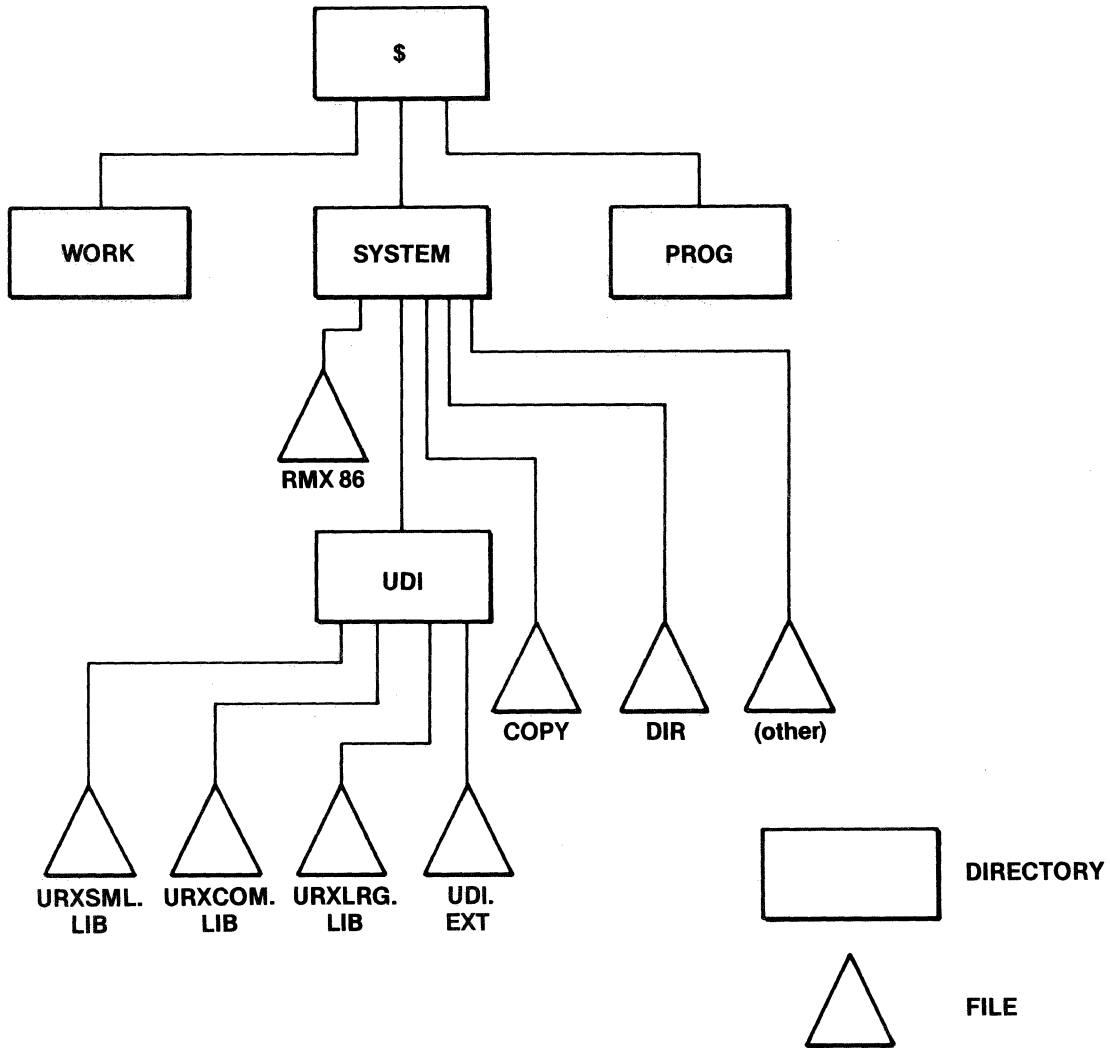 $
WORK
SYSTEM
PROG
RMX 86
UDI
COPY
DIR
(other)
URXSML.
LIB
URXCOM.
LIB
URXLRG.
LIB
UDI.
EXT
DIRECTORY
FILE